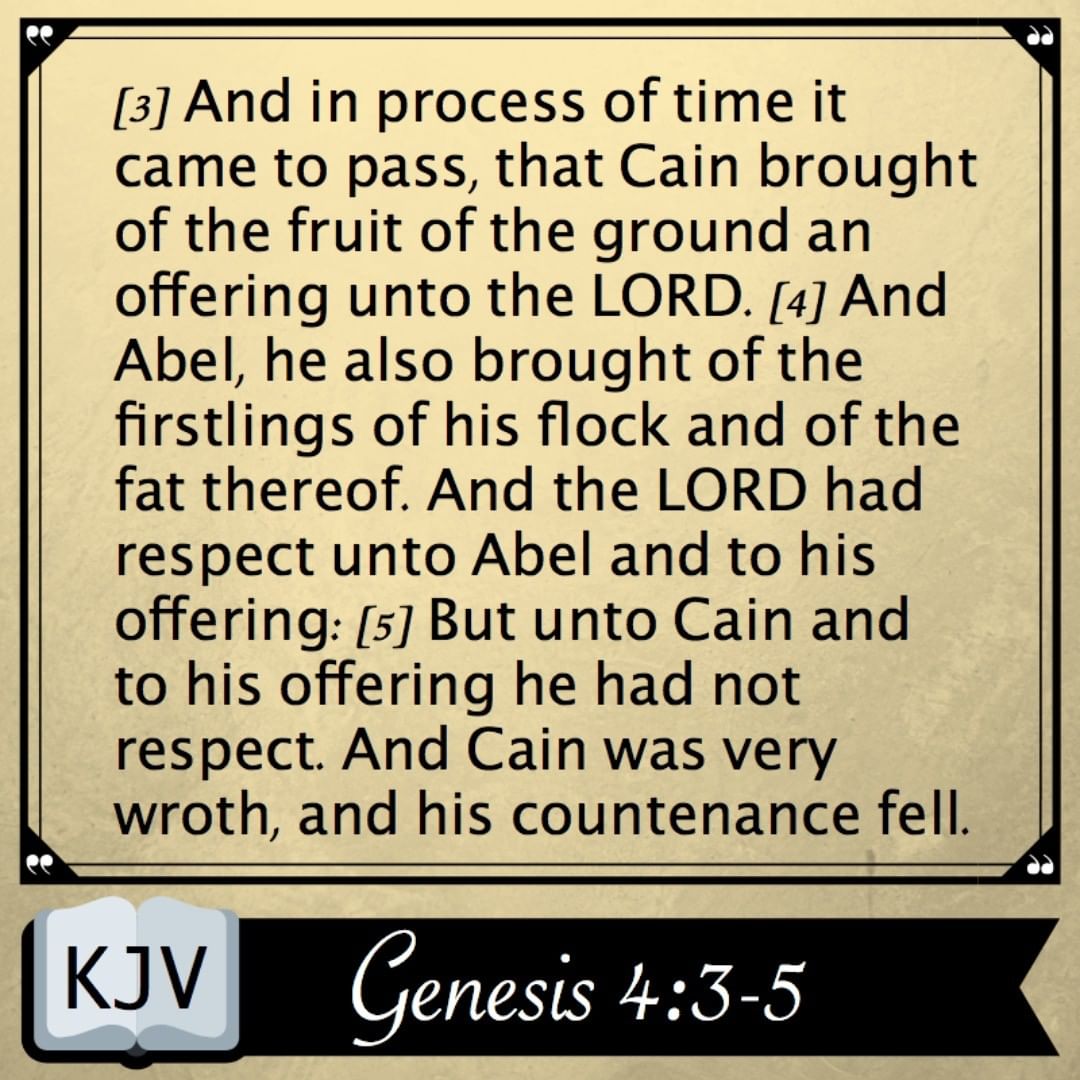 [3] And in process of time it
came to pass, that Cain brought
of the fruit of the ground an
offering unto the LORD. [4] And
Abel, he also brought of the
firstlings of his flock and of the
fat thereof. And the LORD had
respect unto Abel and to his
offering: [5] But unto Cain and
to his offering he had not
respect. And Cain was very
wroth, and his countenance fell.
KJV
Genesis 4:3-5